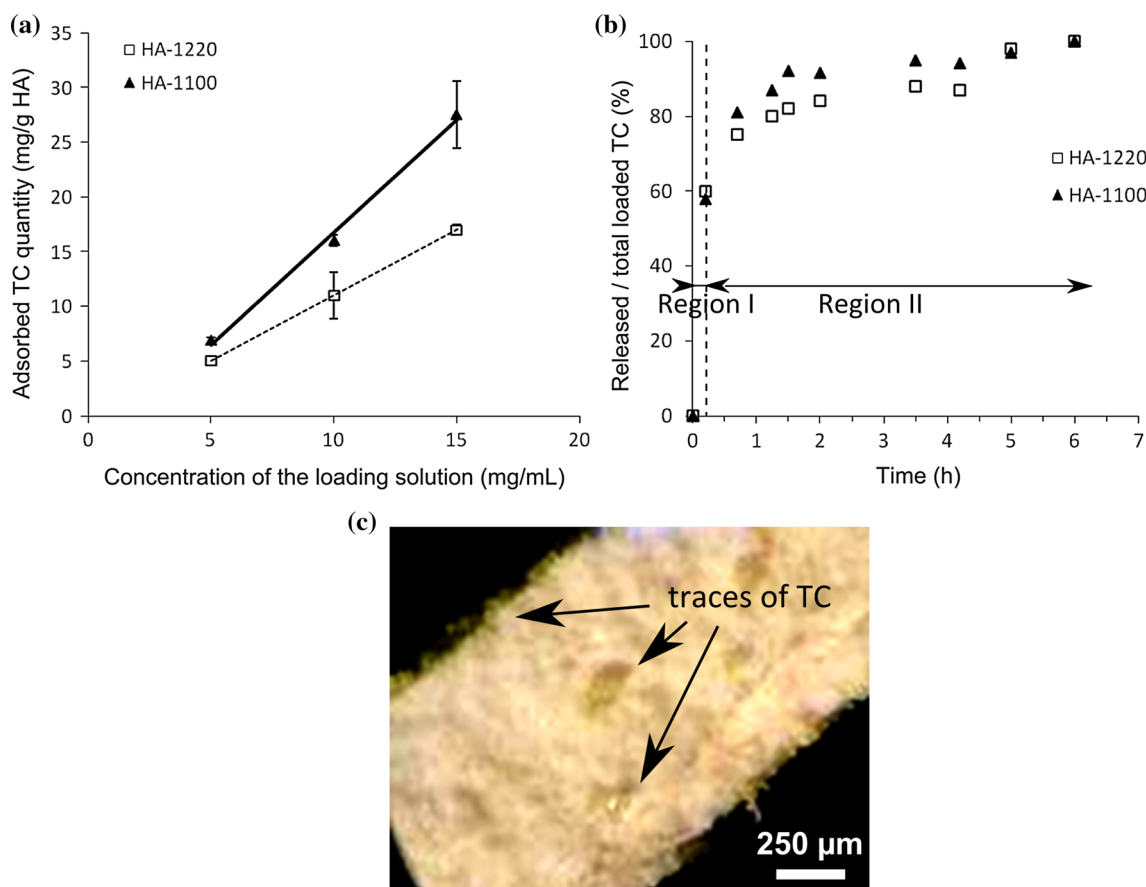 (a)
HA-1220
HA-1100
Adsorbed TC quantity (mg/g HA)
35
30
25
20
15
10
5
0
0 5 10 15 20
Concentration of the loading solution (mg/mL)
(b)
Released / total loaded TC (%)
100
80
60
40
20
0
HA-1220
HA-1100
Region I
Region II
0 1 2 3 4 5 6 7
Time (h)
(c)
traces of TC
250 µm